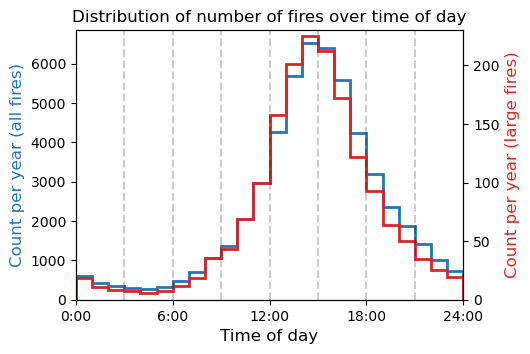 Distribution of number of fires over time of day
Count per year (all fires)
6000
5000
4000
3000
2000
1000
0
200
150
100
50
0
Count per year (large fires)
0:00 6:00 12:00 18:00 24:00
Time of day